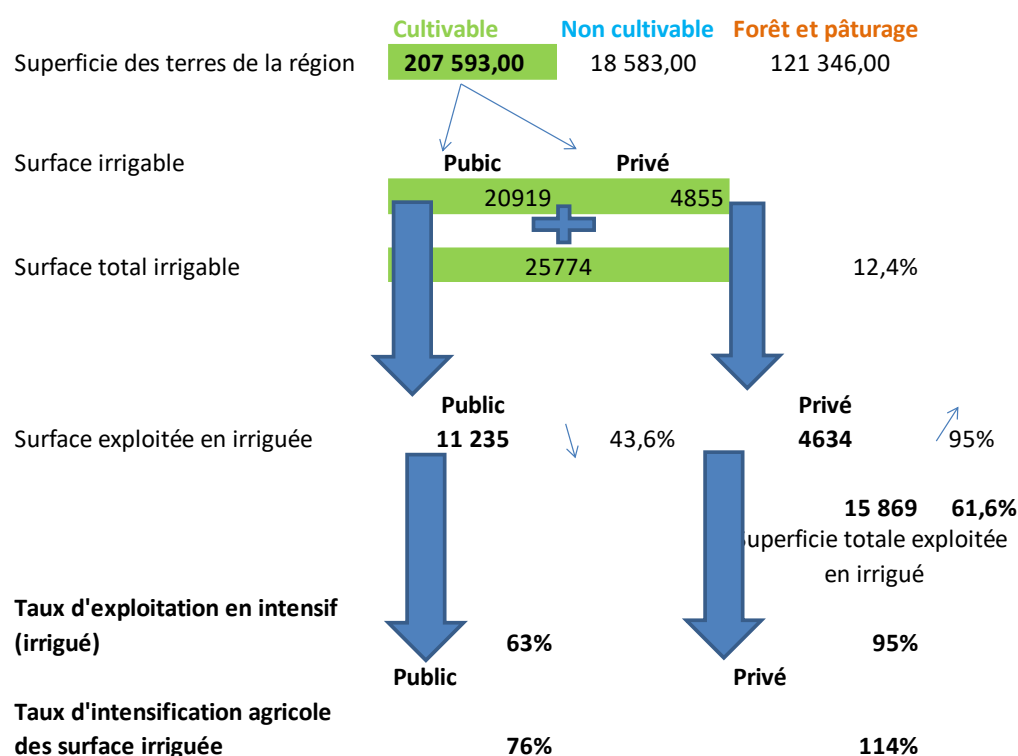 Cultivable Non cultivable Forêt et pâturage
Superficie des terres de la région 207 593,00 18 583,00 121 346,00
Surface irrigable Pubic Privé
20919 4855
Surface total irrigable 25774 12,4%
Public Privé
Surface exploitée en irriguée 11 235 43,6% 4634 95%
15 869 61,6%
uperficie totale exploitée
en irrigué
Taux d'exploitation en intensif
(irrigué) 63% 95%
Public Privé
Taux d'intensification agricole
des surface irriguée 76% 114%